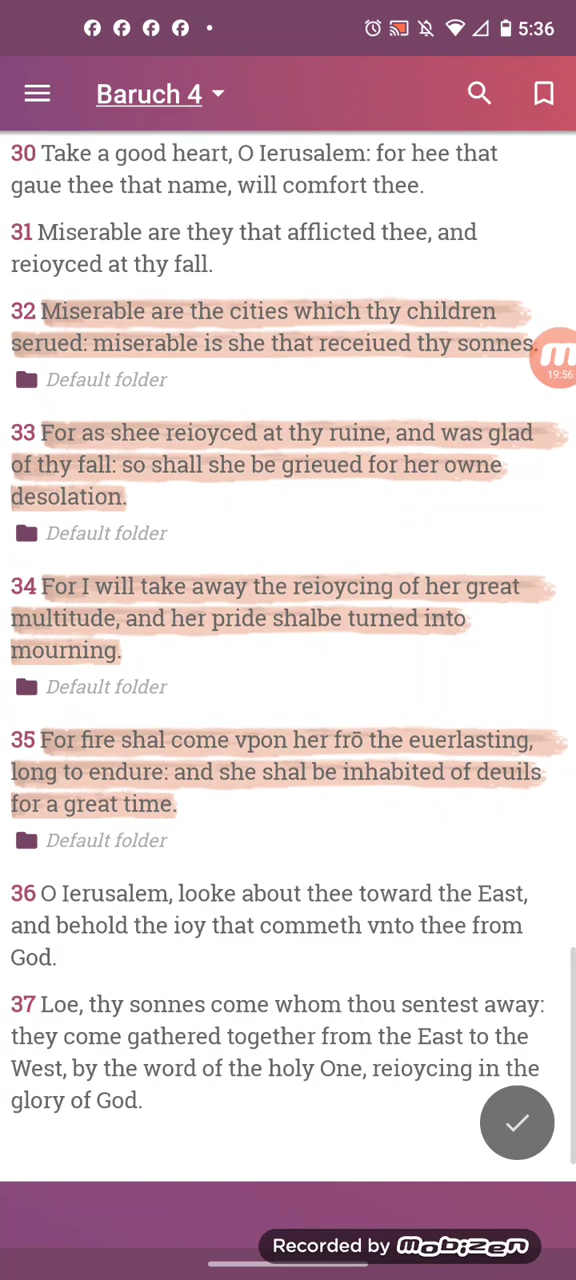 5:36
Baruch 4
30 Take a good heart, O Ierusalem: for hee that
gaue thee that name, will comfort thee.
31 Miserable are they that afflicted thee, and
reioyced at thy fall.
32 Miserable are the cities which thy children
serued: miserable is she that receiued thy sonnes.
19:56
Default folder
33 For as shee reioyced at thy ruine, and was glad
of thy fall: so shall she be grieued for her owne
desolation.
Default folder
34 For I will take away the reioycing of her great
multitude, and her pride shalbe turned into
mourning.
Default folder
35 For fire shal come vpon her frō the euerlasting,
long to endure: and she shal be inhabited of deuils
for a great time.
Default folder
36 O Ierusalem, looke about thee toward the East,
and behold the ioy that commeth vnto thee from
God.
37 Loe, thy sonnes come whom thou sentest away:
they come gathered together from the East to the
West, by the word of the holy One, reioycing in the
glory of God.
Recorded by mobizen